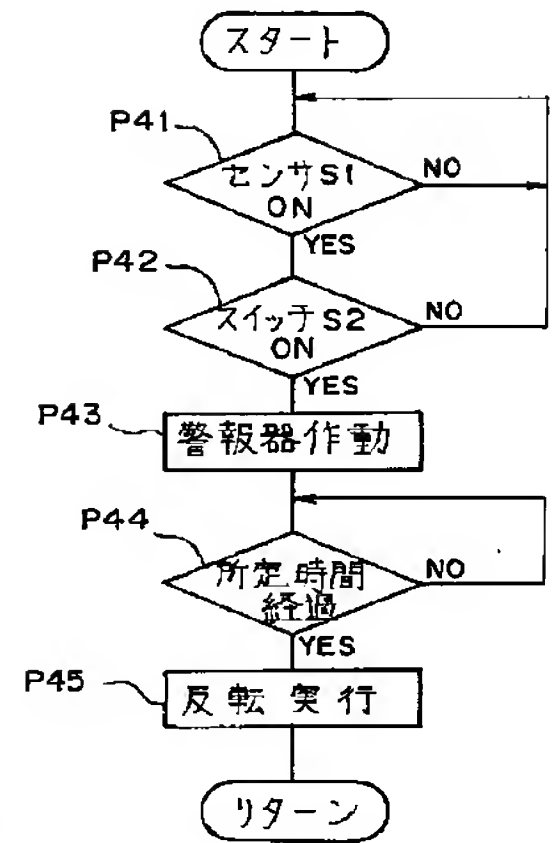 スタート
P41
センサS1
ON
NO
YES
P42
スイッチS2
ON
NO
YES
P43
警報器作動
P44
所定時間
経過
NO
YES
P45
反転実行
リターン